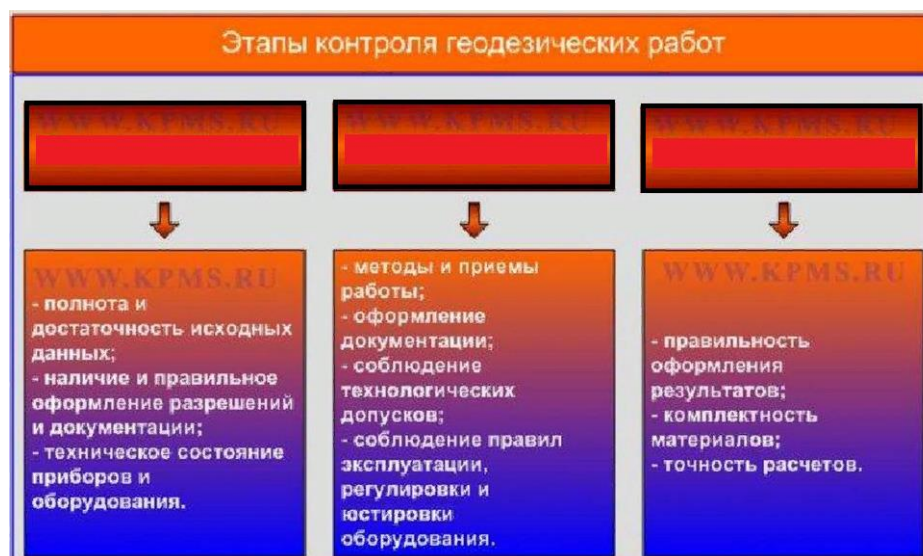 Этапы контроля геодезических работ
WWW.KPMS.RU
WWW.KPMS.RU
WWW.KPMS.RU
WWW.KPMS.RU
- полнота и
достаточность исходных
данных;
- наличие и правильное
оформление разрешений
и документации;
- техническое состояние
приборов и
оборудования.
- методы и приемы
работы;
- оформление
документации;
- соблюдение
технологических
допусков;
- соблюдение правил
эксплуатации,
регулировки и
юстировки
оборудования.
WWW.KPMS.RU
- правильность
оформления
результатов;
- комплектность
материалов;
- точность расчетов.